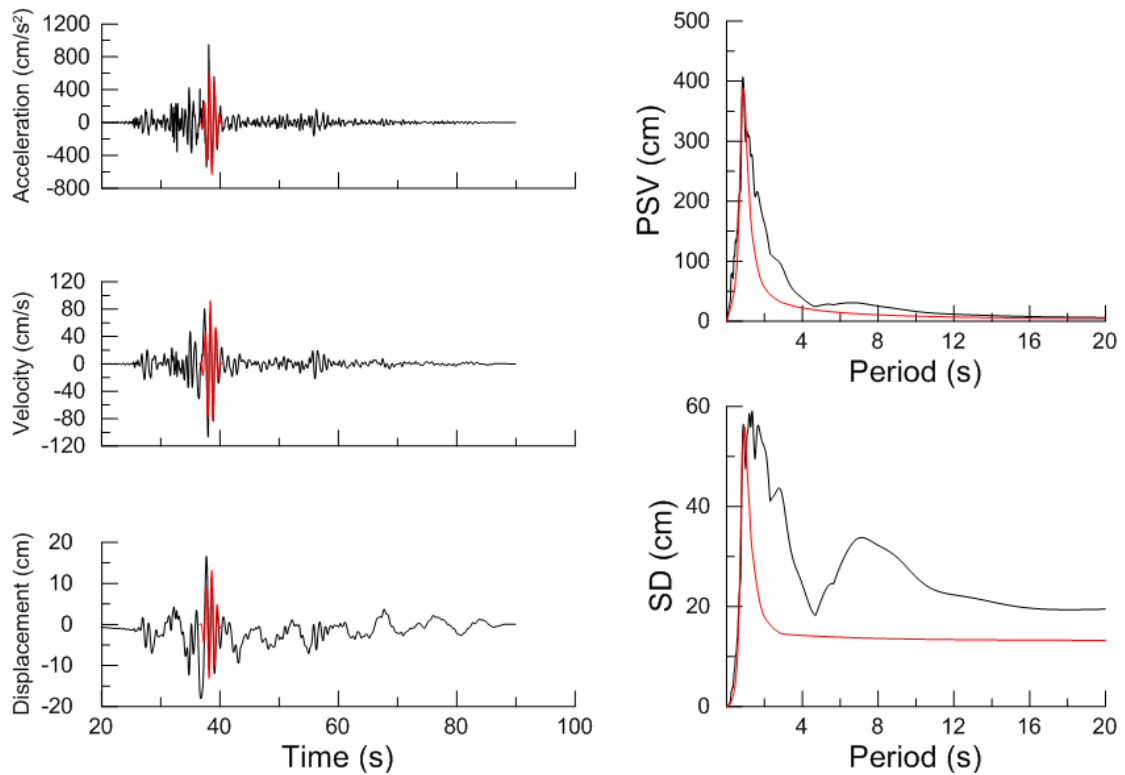 Acceleration (cm/s²)
1200
800
400
0
-400
-800
Velocity (cm/s)
120
80
40
0
-40
-80
-120
Displacement (cm)
20
10
0
-10
-20
20 40 60 80 100
Time (s)
PSV (cm)
500
400
300
200
100
0
4 8 12 16 20
Period (s)
SD (cm)
60
40
20
0
0 4 8 12 16 20
Period (s)